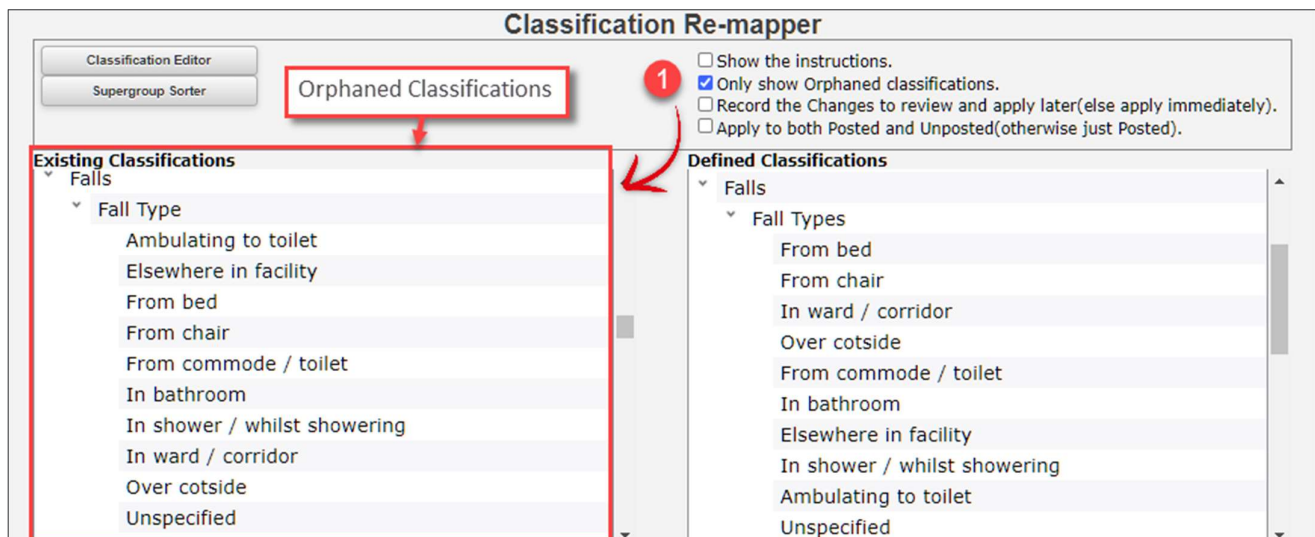 Classification Re-mapper
Classification Editor
Supergroup Sorter
Orphaned Classifications
1
Show the instructions.
Only show Orphaned classifications.
Record the Changes to review and apply later(else apply immediately).
Apply to both Posted and Unposted(otherwise just Posted).
Existing Classifications
Falls
Fall Type
Ambulating to toilet
Elsewhere in facility
From bed
From chair
From commode / toilet
In bathroom
In shower / whilst showering
In ward / corridor
Over cotside
Unspecified
Defined Classifications
Falls
Fall Types
From bed
From chair
In ward / corridor
Over cotside
From commode / toilet
In bathroom
Elsewhere in facility
In shower / whilst showering
Ambulating to toilet
Unspecified